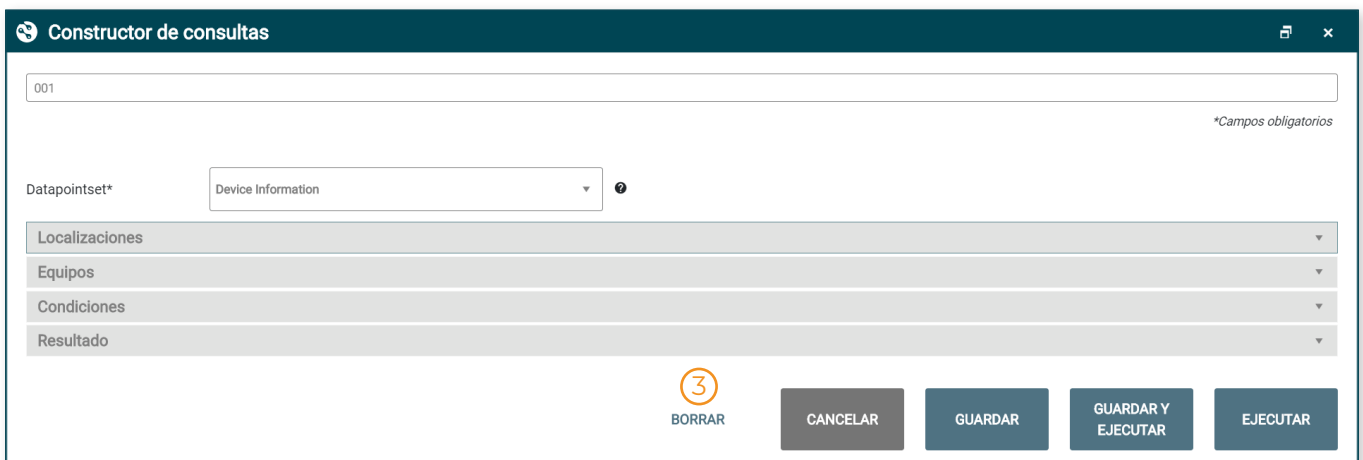 Constructor de consultas
001
*Campos obligatorios
Datapointset*
Device Information
?
Localizaciones
Equipos
Condiciones
Resultado
3
BORRAR
CANCELAR
GUARDAR
GUARDAR Y
EJECUTAR
EJECUTAR